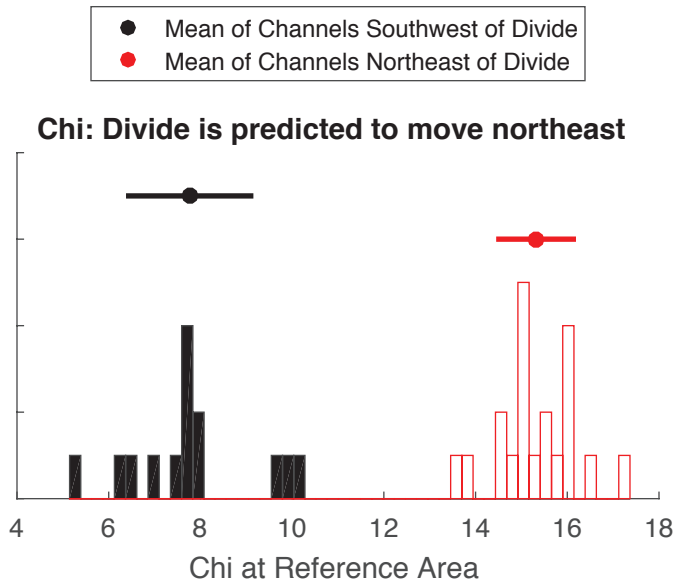 Mean of Channels Southwest of Divide
Mean of Channels Northeast of Divide
Chi: Divide is predicted to move northeast
4 6 8 10 12 14 16 18
Chi at Reference Area